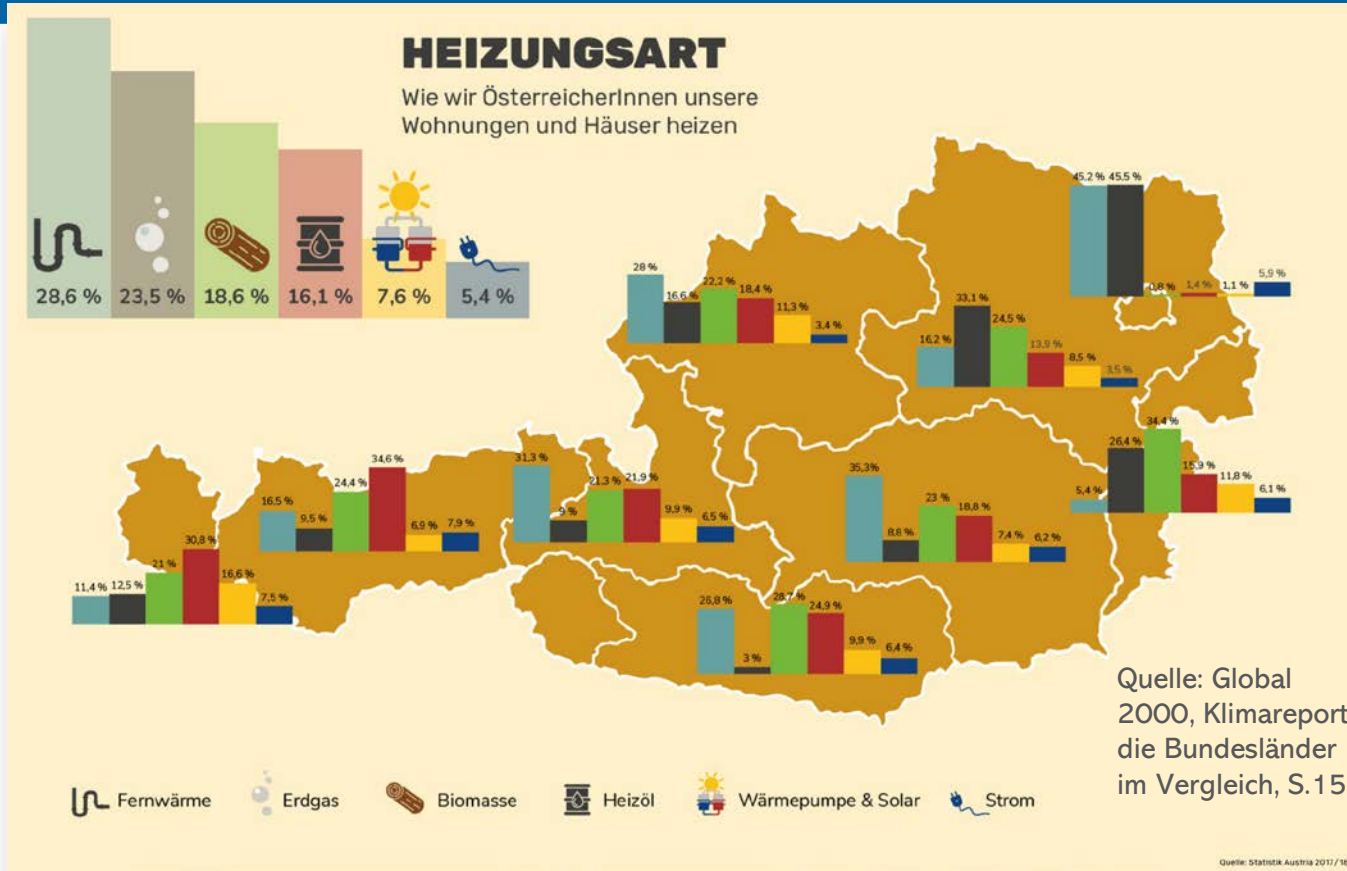 HEIZUNGSART
Wie wir ÖsterreicherInnen unsere
Wohnungen und Häuser heizen
28,6 % 23,5 % 18,6 % 16,1 % 7,6 % 5,4 %
45,2 % 45,5 % 0,8 % 1,4 % 1,1 % 5,9 %
28 % 16,6 % 22,2 % 18,4 % 11,3 % 3,4 %
16,2 % 33,1 % 24,5 % 13,9 % 8,5 % 3,5 %
5,4 % 26,4 % 34,4 % 15,9 % 11,8 % 6,1 %
16,5 % 9,5 % 24,4 % 34,6 % 6,9 % 7,9 %
31,3 % 9 % 21,3 % 21,9 % 9,9 % 6,5 %
35,3% 8,8 % 23 % 18,8 % 7,4 % 6,2 %
11,4 % 12,5 % 21 % 30,8 % 16,6 % 7,5 %
26,8 % 3 % 28,7 % 24,9 % 9,9 % 6,4 %
Quelle: Global
2000, Klimareport
die Bundesländer
im Vergleich, S.15
Fernwärme Erdgas Biomasse Heizöl Wärmepumpe & Solar Strom
Quelle: Statistik Austria 2017/18